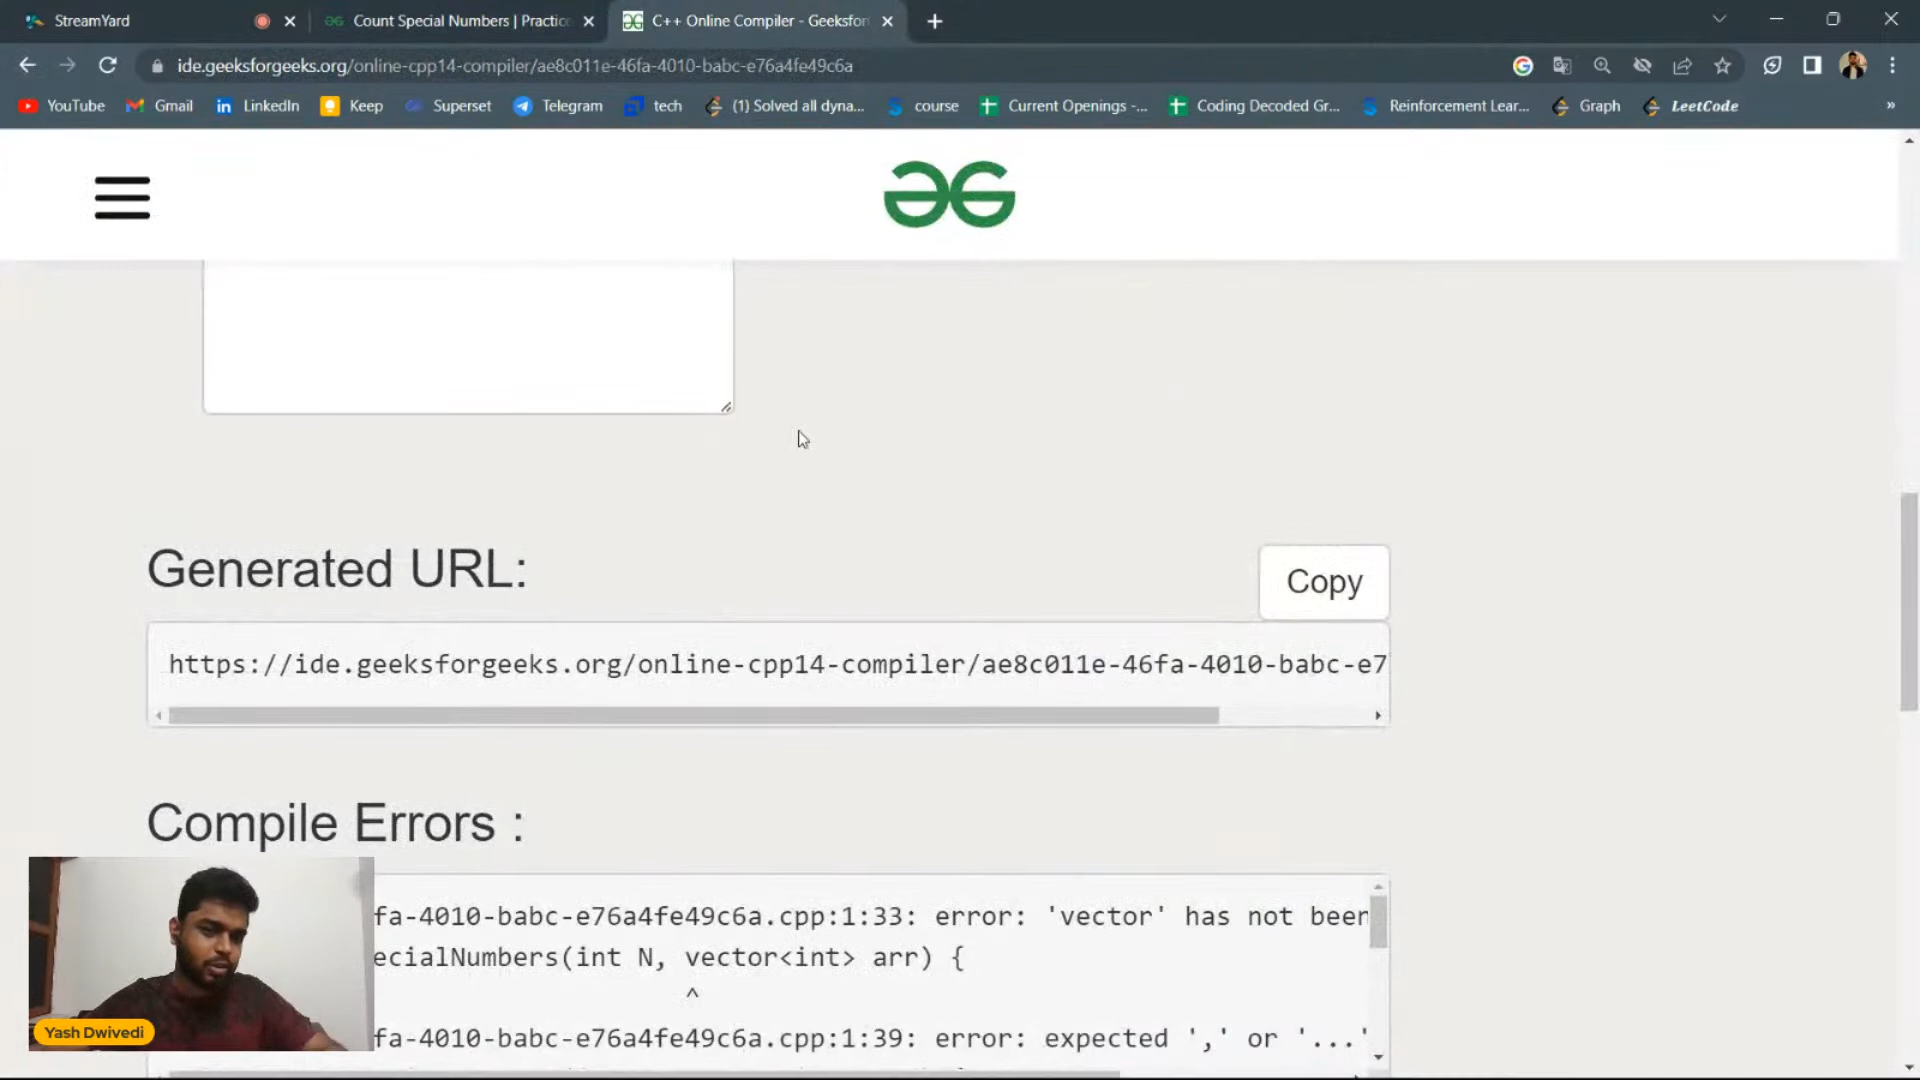 StreamYard
Count Special Numbers | Practic
C++ Online Compiler - Geeksfor
ide.geeksforgeeks.org/online-cpp14-compiler/ae8c011e-46fa-4010-babc-e76a4fe49c6a
YouTube Gmail LinkedIn Keep Superset Telegram tech (1) Solved all dyna... course Current Openings -... Coding Decoded Gr... Reinforcement Lear... Graph LeetCode »
Generated URL:
Copy
https://ide.geeksforgeeks.org/online-cpp14-compiler/ae8c011e-46fa-4010-babc-e7
Compile Errors :
fa-4010-babc-e76a4fe49c6a.cpp:1:33: error: 'vector' has not been
ecialNumbers(int N, vector<int> arr) {
^
fa-4010-babc-e76a4fe49c6a.cpp:1:39: error: expected ',' or '...'
Yash Dwivedi